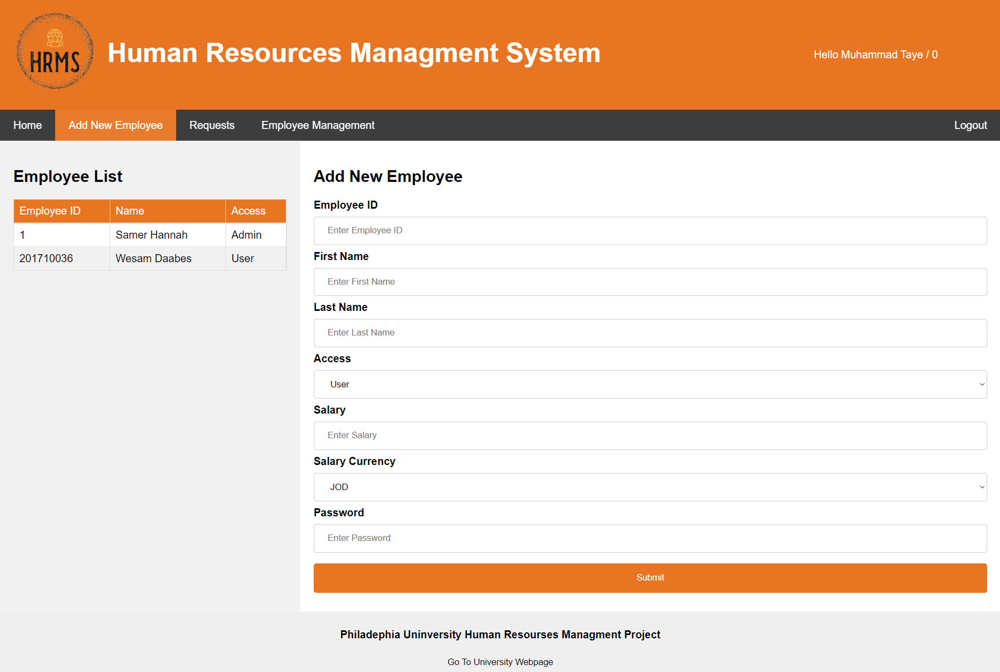 HRMS
Human Resources Managment System
Hello Muhammad Taye / 0
Home Add New Employee Requests Employee Management Logout
Employee List
Employee ID Name Access
1 Samer Hannah Admin
201710036 Wesam Daabes User
Add New Employee
Employee ID
Enter Employee ID
First Name
Enter First Name
Last Name
Enter Last Name
Access
User
Salary
Enter Salary
Salary Currency
JOD
Password
Enter Password
Submit
Philadephia Uninversity Human Resourses Managment Project
Go To University Webpage